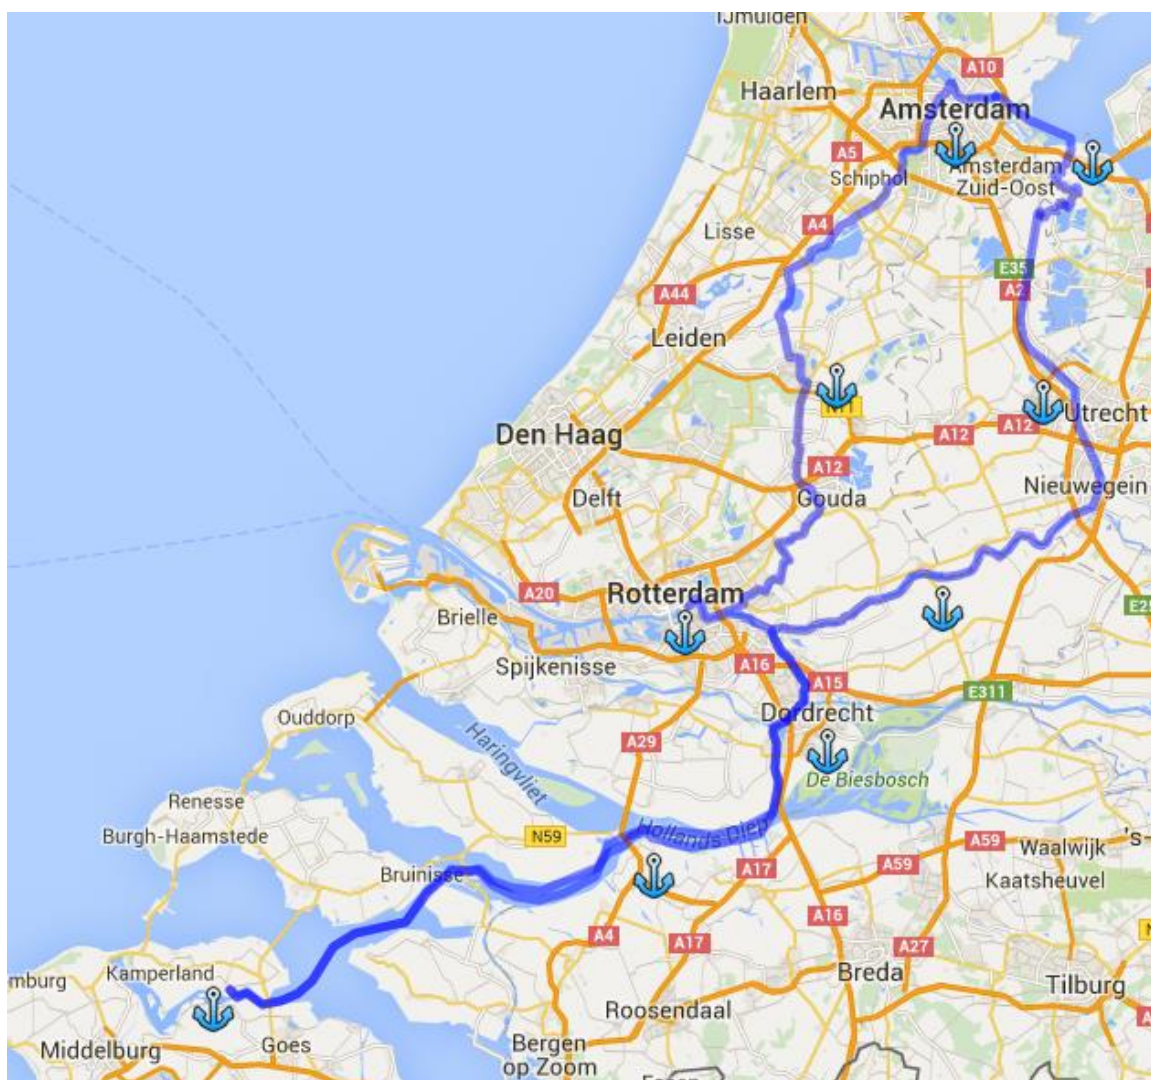 IJmuiden
A10
Haarlem
Amsterdam
A5
Amsterdam
Zuid-Oost
Schiphol
A4
Lisse
E35
A2
A44
Leiden
N11
Utrecht
Den Haag
A12
A12
A12
Nieuwegein
Delft
Gouda
A20
Rotterdam
Brielle
E25
Spijkenisse
A16
A15
E311
Ouddorp
Dordrecht
Haringvliet
A29
De Biesbosch
Renesse
Burgh-Haamstede
N59
Hollands Diep
A59
A59
Waalwijk
's-
Bruinisse
A17
Kaatsheuvel
A16
A4
A17
A27
mburg
Kamperland
Breda
Tilburg
Roosendaal
Middelburg
Goes
Bergen
op Zoom